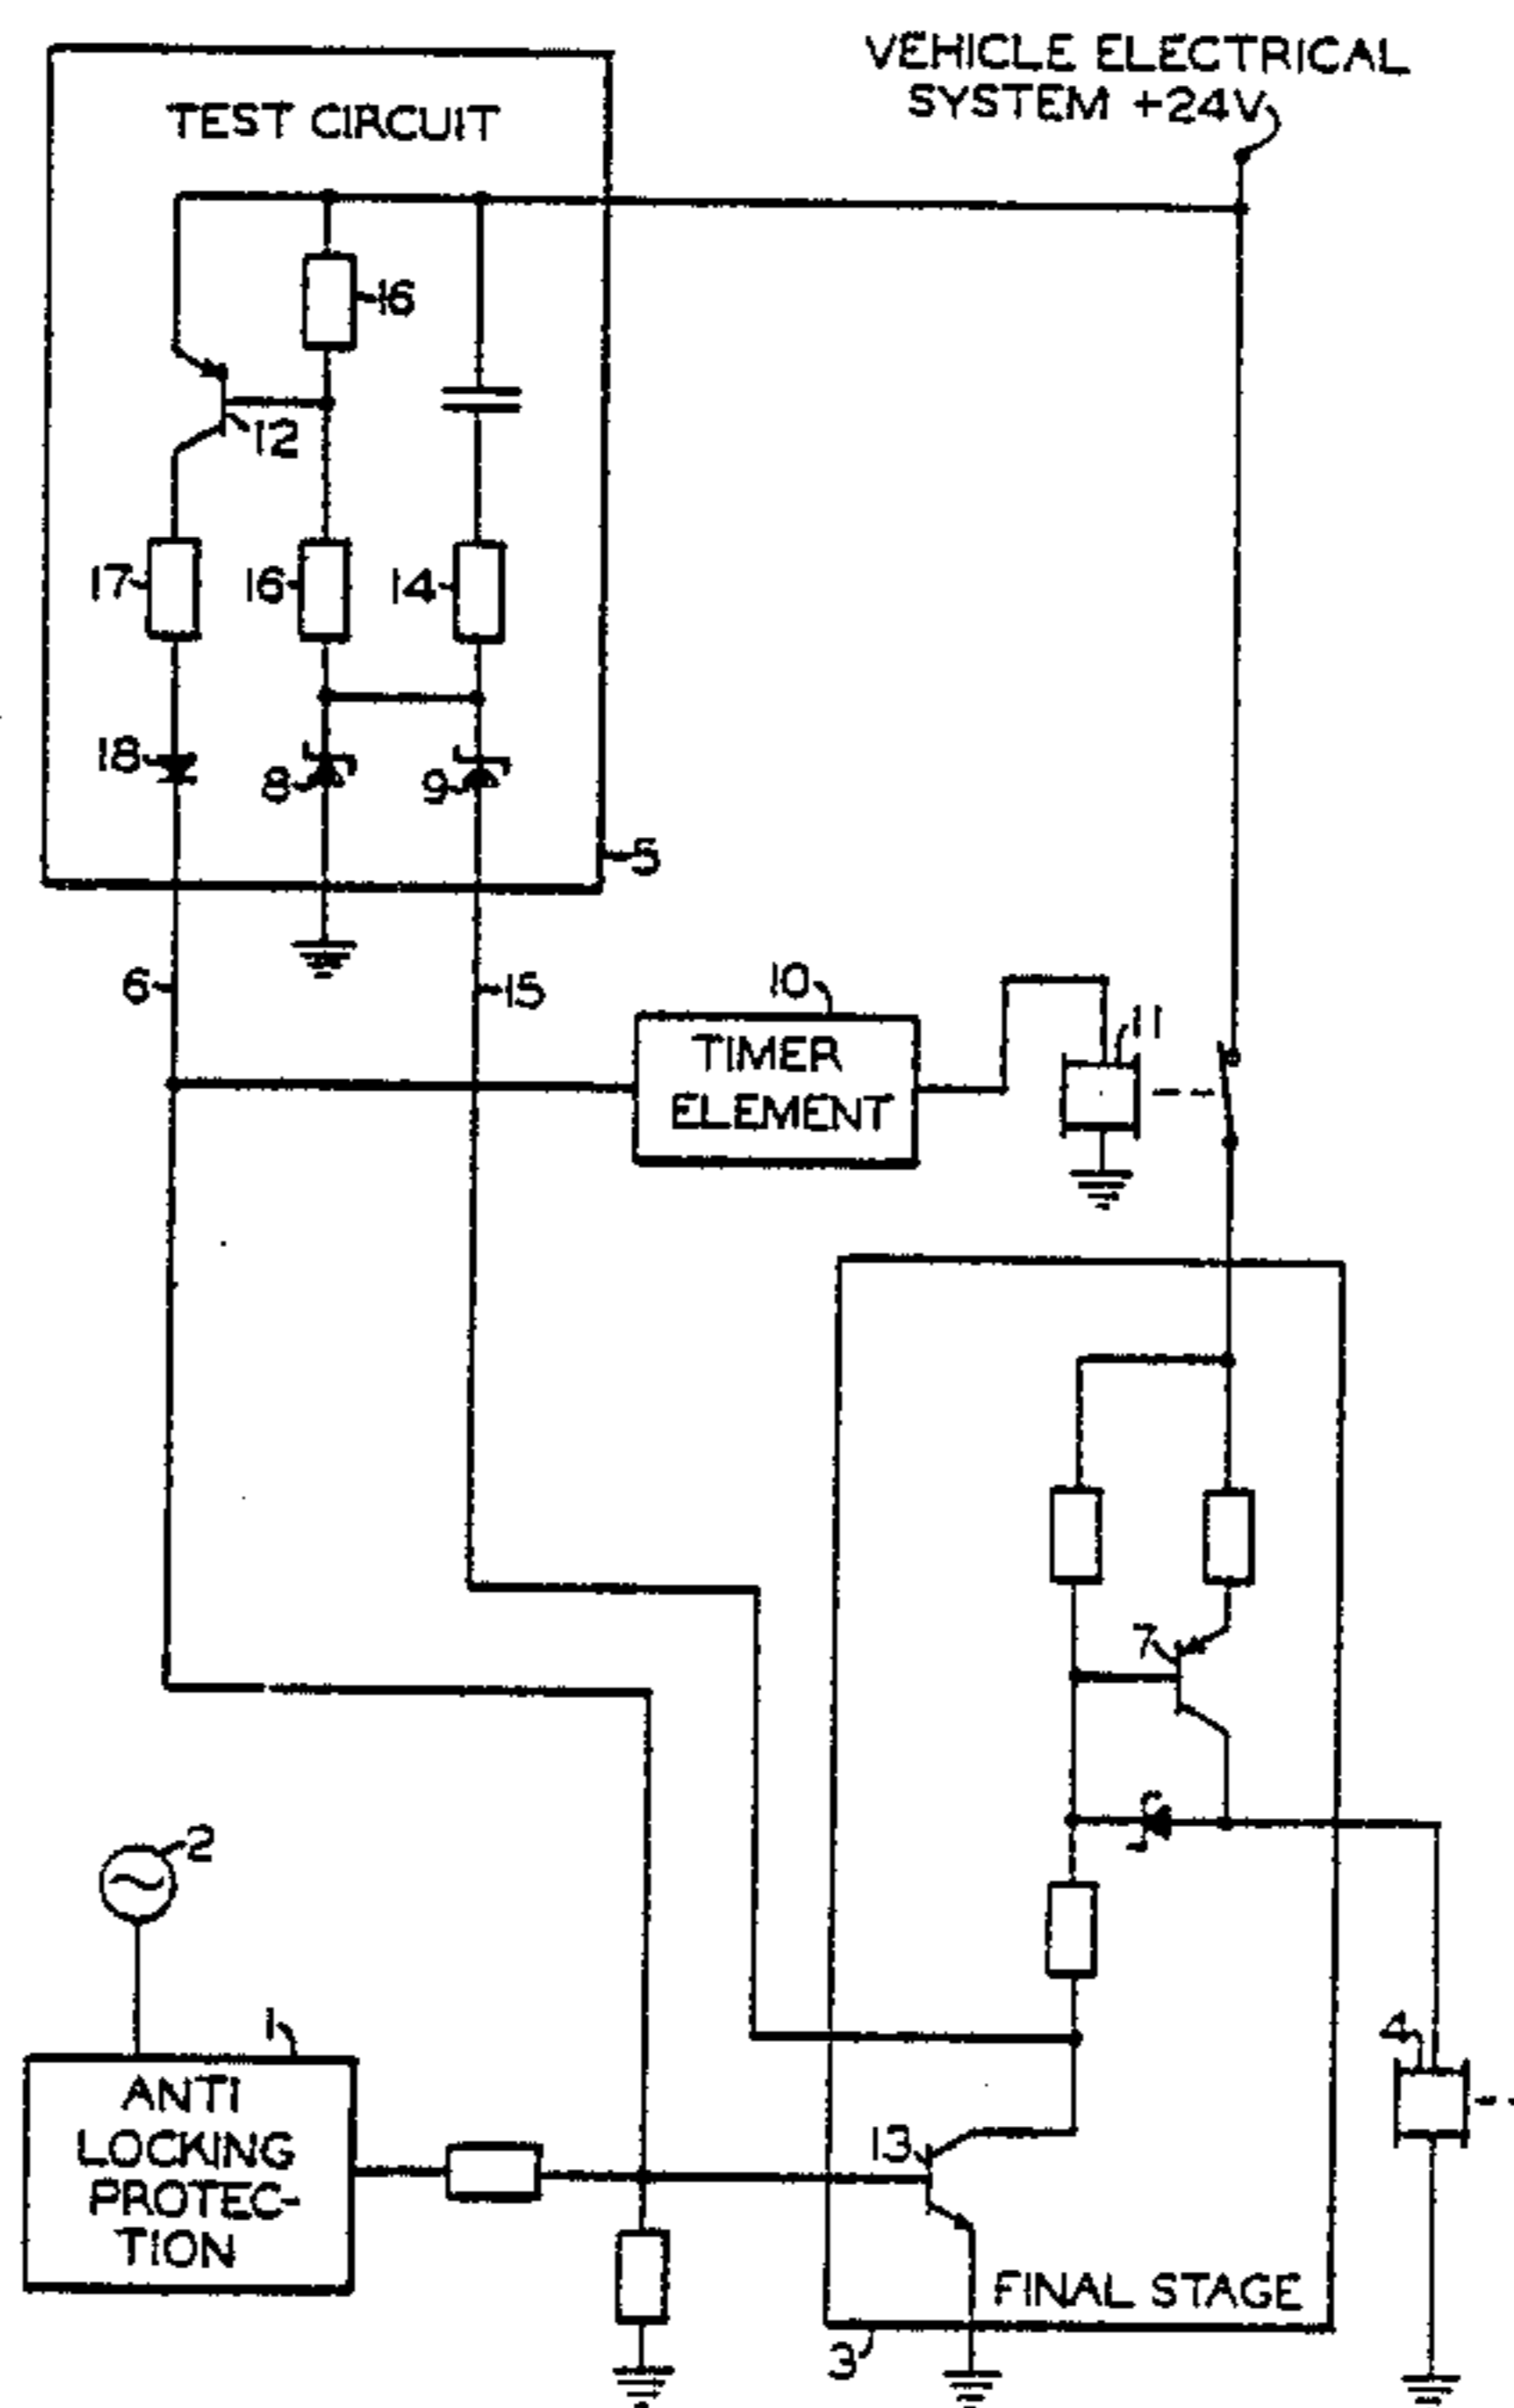 VEHICLE ELECTRICAL
SYSTEM +24V
TEST CIRCUIT
16
12
17
16
14
18
8
9
5
6
15
10
TIMER
ELEMENT
11
7
2
1
ANTI
LOCKING
PROTEC-
TION
4
13
FINAL STAGE
3